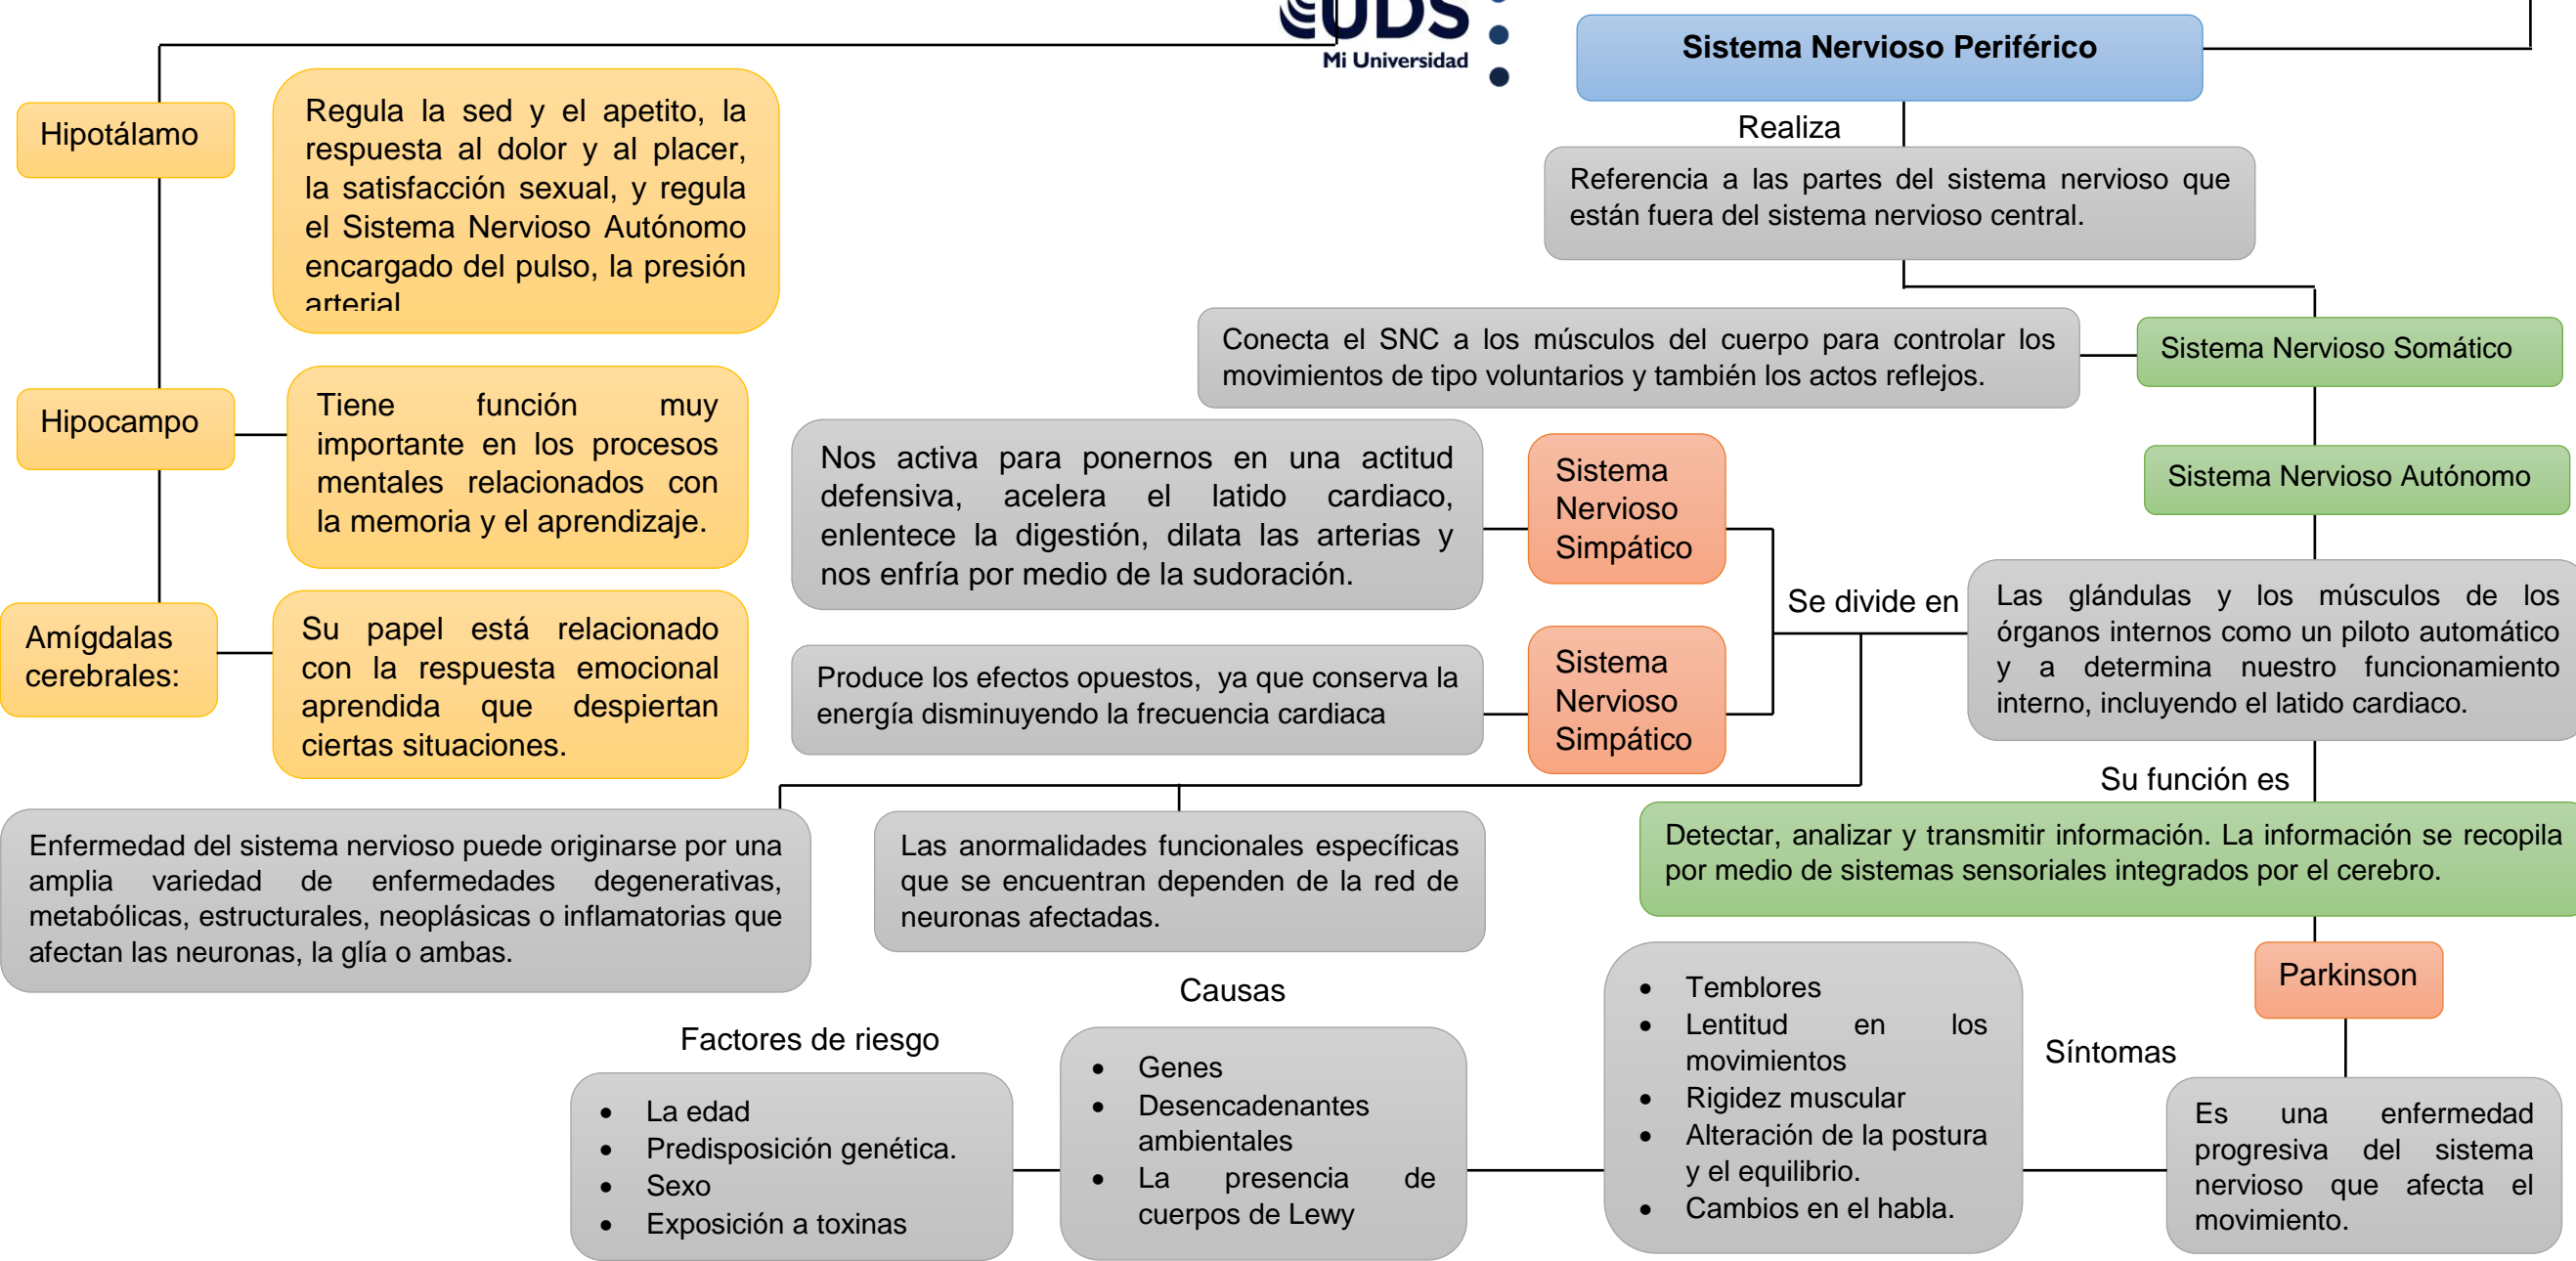 UDS
Mi Universidad
Sistema Nervioso Periférico
Realiza
Referencia a las partes del sistema nervioso que
están fuera del sistema nervioso central.
Hipotálamo
Regula la sed y el apetito, la
respuesta al dolor y al placer,
la satisfacción sexual, y regula
el Sistema Nervioso Autónomo
encargado del pulso, la presión
arterial
Hipocampo
Tiene función muy
importante en los procesos
mentales relacionados con
la memoria y el aprendizaje.
Amígdalas
cerebrales:
Su papel está relacionado
con la respuesta emocional
aprendida que despiertan
ciertas situaciones.
Conecta el SNC a los músculos del cuerpo para controlar los
movimientos de tipo voluntarios y también los actos reflejos.
Sistema Nervioso Somático
Sistema Nervioso Autónomo
Nos activa para ponernos en una actitud
defensiva, acelera el latido cardiaco,
enlentece la digestión, dilata las arterias y
nos enfría por medio de la sudoración.
Sistema
Nervioso
Simpático
Se divide en
Las glándulas y los músculos de los
órganos internos como un piloto automático
y a determina nuestro funcionamiento
interno, incluyendo el latido cardiaco.
Produce los efectos opuestos, ya que conserva la
energía disminuyendo la frecuencia cardiaca
Sistema
Nervioso
Simpático
Su función es
Detectar, analizar y transmitir información. La información se recopila
por medio de sistemas sensoriales integrados por el cerebro.
Enfermedad del sistema nervioso puede originarse por una
amplia variedad de enfermedades degenerativas,
metabólicas, estructurales, neoplásicas o inflamatorias que
afectan las neuronas, la glía o ambas.
Las anormalidades funcionales específicas
que se encuentran dependen de la red de
neuronas afectadas.
Parkinson
Síntomas
Es una enfermedad
progresiva del sistema
nervioso que afecta el
movimiento.
• Temblores
• Lentitud en los
movimientos
• Rigidez muscular
• Alteración de la postura
y el equilibrio.
• Cambios en el habla.
Causas
• Genes
• Desencadenantes
ambientales
• La presencia de
cuerpos de Lewy
Factores de riesgo
• La edad
• Predisposición genética.
• Sexo
• Exposición a toxinas